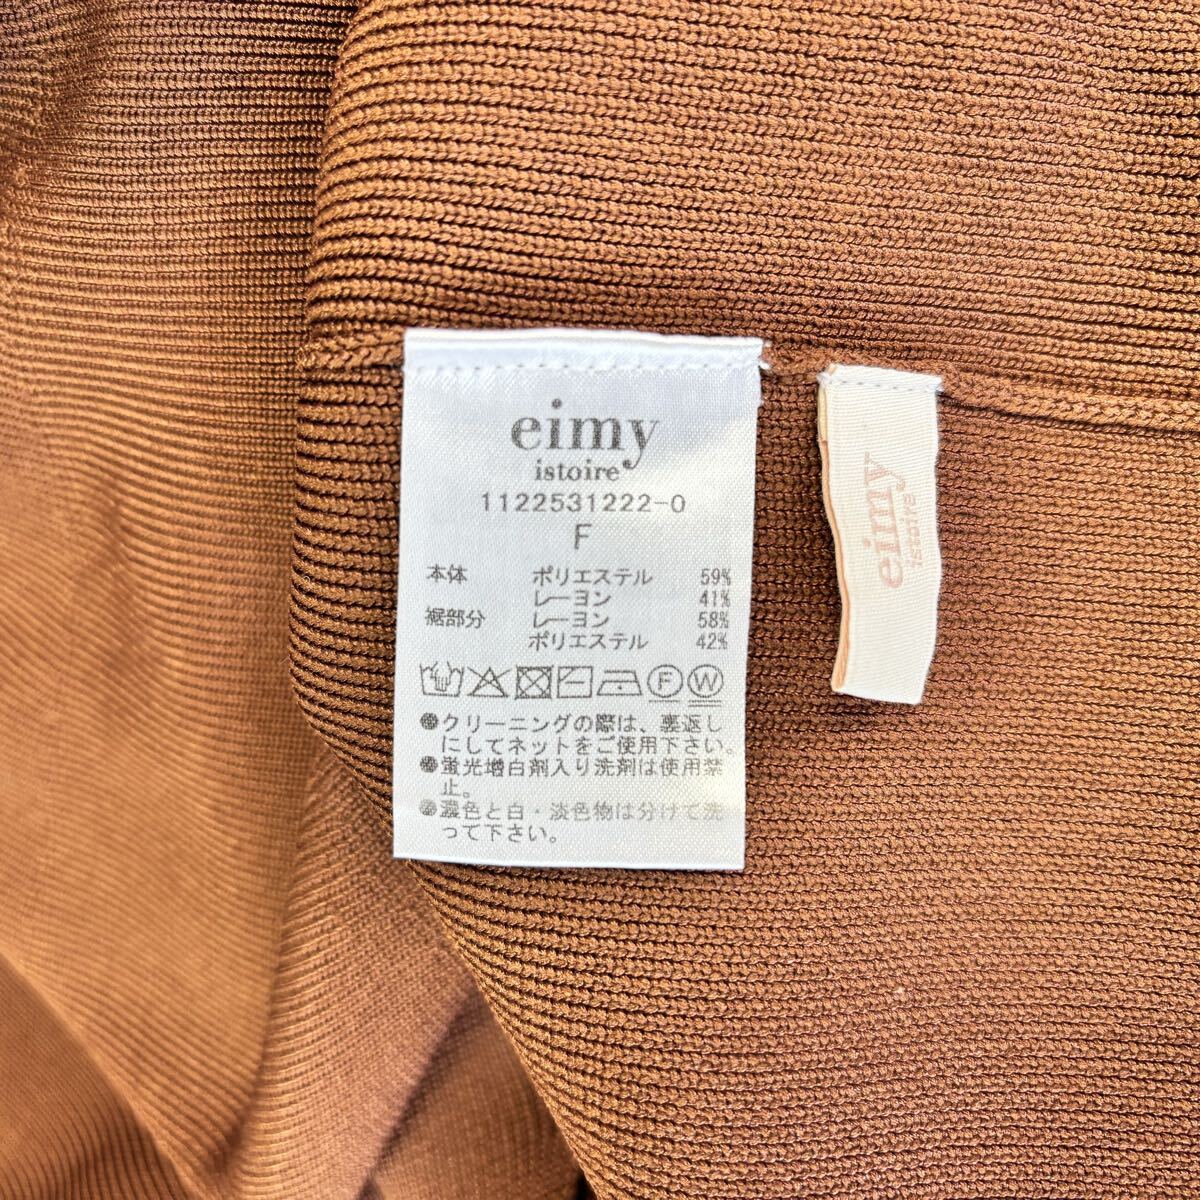 eimy
istoire
1122531222-0
F
本体 ポリエステル 59%
レーヨン 41%
裾部分 レーヨン 58%
ポリエステル 42%
F W
●クリーニングの際は、裏返し
にしてネットをご使用下さい。
●蛍光増白剤入り洗剤は使用禁
止。
●濃色と白・淡色物は分けて洗
って下さい。
eimy
istoire